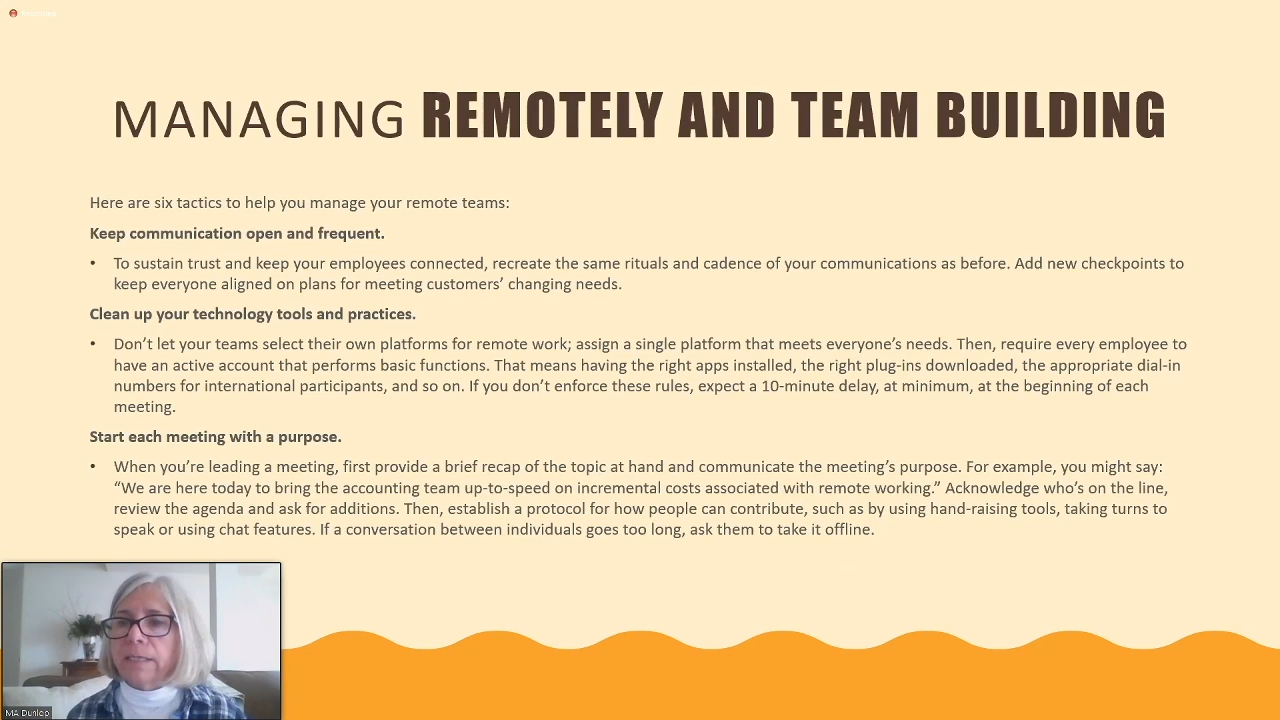 MANAGING REMOTELY AND TEAM BUILDING
Here are six tactics to help you manage your remote teams:
Keep communication open and frequent.
• To sustain trust and keep your employees connected, recreate the same rituals and cadence of your communications as before. Add new checkpoints to
keep everyone aligned on plans for meeting customers’ changing needs.
Clean up your technology tools and practices.
• Don’t let your teams select their own platforms for remote work; assign a single platform that meets everyone’s needs. Then, require every employee to
have an active account that performs basic functions. That means having the right apps installed, the right plug-ins downloaded, the appropriate dial-in
numbers for international participants, and so on. If you don’t enforce these rules, expect a 10-minute delay, at minimum, at the beginning of each
meeting.
Start each meeting with a purpose.
• When you’re leading a meeting, first provide a brief recap of the topic at hand and communicate the meeting’s purpose. For example, you might say:
“We are here today to bring the accounting team up-to-speed on incremental costs associated with remote working.” Acknowledge who’s on the line,
review the agenda and ask for additions. Then, establish a protocol for how people can contribute, such as by using hand-raising tools, taking turns to
speak or using chat features. If a conversation between individuals goes too long, ask them to take it offline.
MA Dunlop